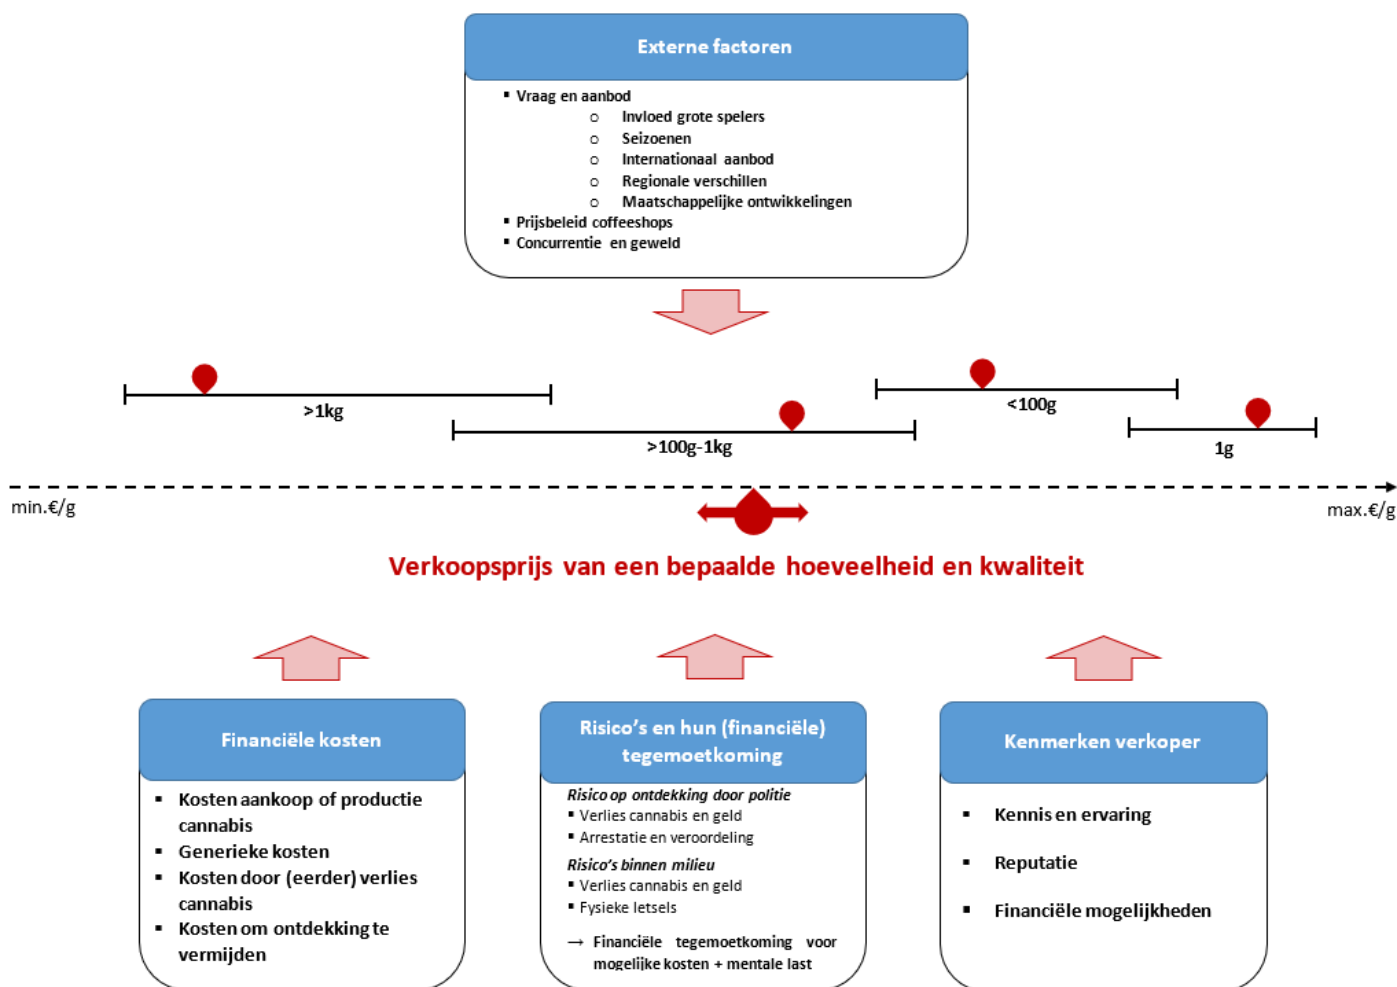 Externe factoren
▪ Vraag en aanbod
o Invloed grote spelers
o Seizoenen
o Internationaal aanbod
o Regionale verschillen
o Maatschappelijke ontwikkelingen
▪ Prijsbeleid coffeeshops
▪ Concurrentie en geweld
>1kg
>100g-1kg
<100g
1g
min.€/g
max.€/g
Verkoopsprijs van een bepaalde hoeveelheid en kwaliteit
Financiële kosten
▪ Kosten aankoop of productie
cannabis
▪ Generieke kosten
▪ Kosten door (eerder) verlies
cannabis
▪ Kosten om ontdekking te
vermijden
Risico's en hun (financiële)
tegemoetkoming
Risico op ontdekking door politie
▪ Verlies cannabis en geld
▪ Arrestatie en veroordeling
Risico's binnen milieu
▪ Verlies cannabis en geld
▪ Fysieke letsels
→ Financiële tegemoetkoming voor
mogelijke kosten + mentale last
Kenmerken verkoper
▪ Kennis en ervaring
▪ Reputatie
▪ Financiële mogelijkheden